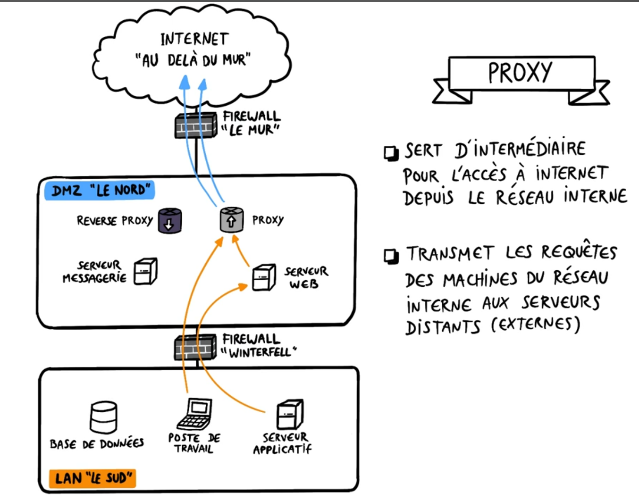 INTERNET
"AU DELÀ DU MUR"
FIREWALL
"LE MUR"
DMZ "LE NORD"
REVERSE PROXY
PROXY
SERVEUR
MESSAGERIE
SERVEUR
WEB
FIREWALL
"WINTERFELL"
BASE DE DONNÉES
POSTE DE
TRAVAIL
SERVEUR
APPLICATIF
LAN "LE SUD"
PROXY
SERT D'INTERMÉDIAIRE
POUR L'ACCÈS À INTERNET
DEPUIS LE RÉSEAU INTERNE
TRANSMET LES REQUÊTES
DES MACHINES DU RÉSEAU
INTERNE AUX SERVEURS
DISTANTS (EXTERNES)